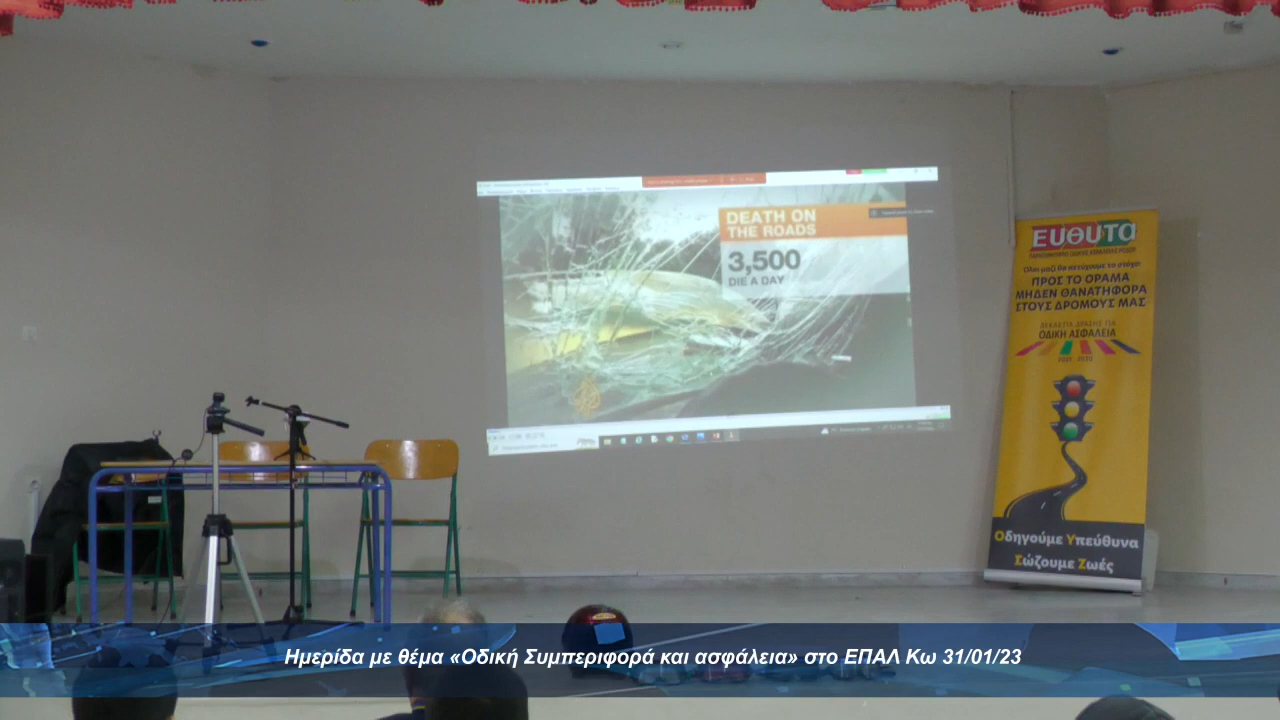 DEATH ON
THE ROADS
3,500
DIE A DAY
ΕΥΘΥΤΑ
Όλοι μαζί θα πετύχουμε το στόχο
ΠΡΟΣ ΤΟ ΟΡΑΜΑ
ΜΗΔΕΝ ΘΑΝΑΤΗΦΟΡΑ
ΣΤΟΥΣ ΔΡΟΜΟΥΣ ΜΑΣ
ΔΕΚΑΕΤΙΑ ΔΡΑΣΗΣ ΓΙΑ
ΟΔΙΚΗ ΑΣΦΑΛΕΙΑ
Οδηγούμε Υπεύθυνα
Σώζουμε Ζωές
Ημερίδα με θέμα «Οδική Συμπεριφορά και ασφάλεια» στο ΕΠΑΛ Κω 31/01/23